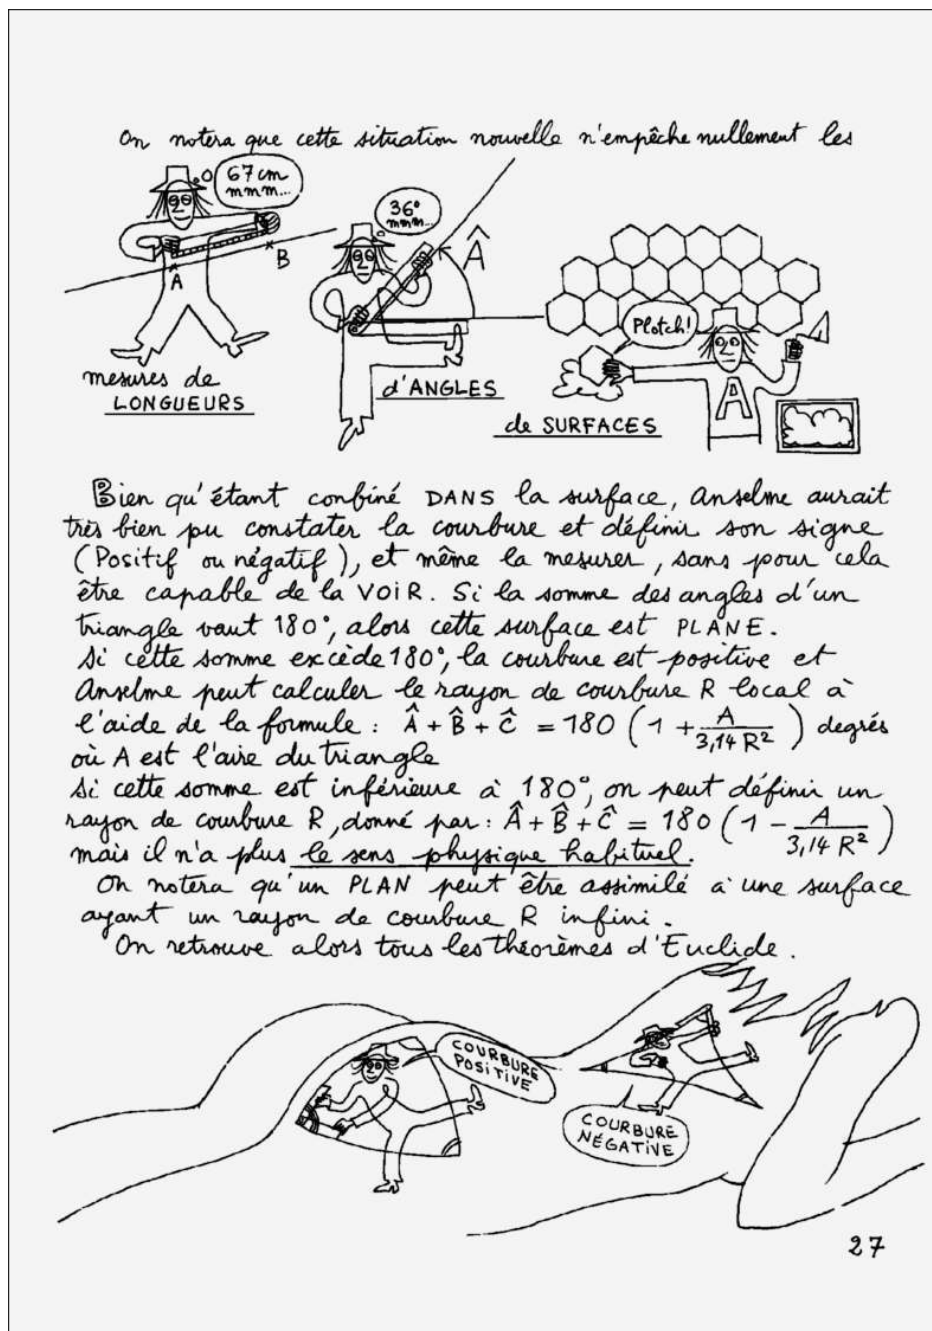 On notera que cette situation nouvelle n'empêche nullement les
67 cm
mmm...
36°
mmm...
Â
A
B
Plotch!
A
mesures de
LONGUEURS
d'ANGLES
de SURFACES
Bien qu'étant confiné DANS la surface, Anselme aurait
très bien pu constater la courbure et définir son signe
(Positif ou négatif), et même la mesurer, sans pour cela
être capable de la VOIR. Si la somme des angles d'un
triangle vaut 180°, alors cette surface est PLANE.
Si cette somme excède 180°, la courbure est positive et
Anselme peut calculer le rayon de courbure R local à
l'aide de la formule : Â + B̂ + Ĉ = 180 (1 + A / 3,14 R²) degrés
où A est l'aire du triangle
Si cette somme est inférieure à 180°, on peut définir un
rayon de courbure R, donné par : Â + B̂ + Ĉ = 180 (1 - A / 3,14 R²)
mais il n'a plus le sens physique habituel.
On notera qu'un PLAN peut être assimilé à une surface
ayant un rayon de courbure R infini.
On retrouve alors tous les théorèmes d'Euclide.
COURBURE
POSITIVE
COURBURE
NÉGATIVE
27